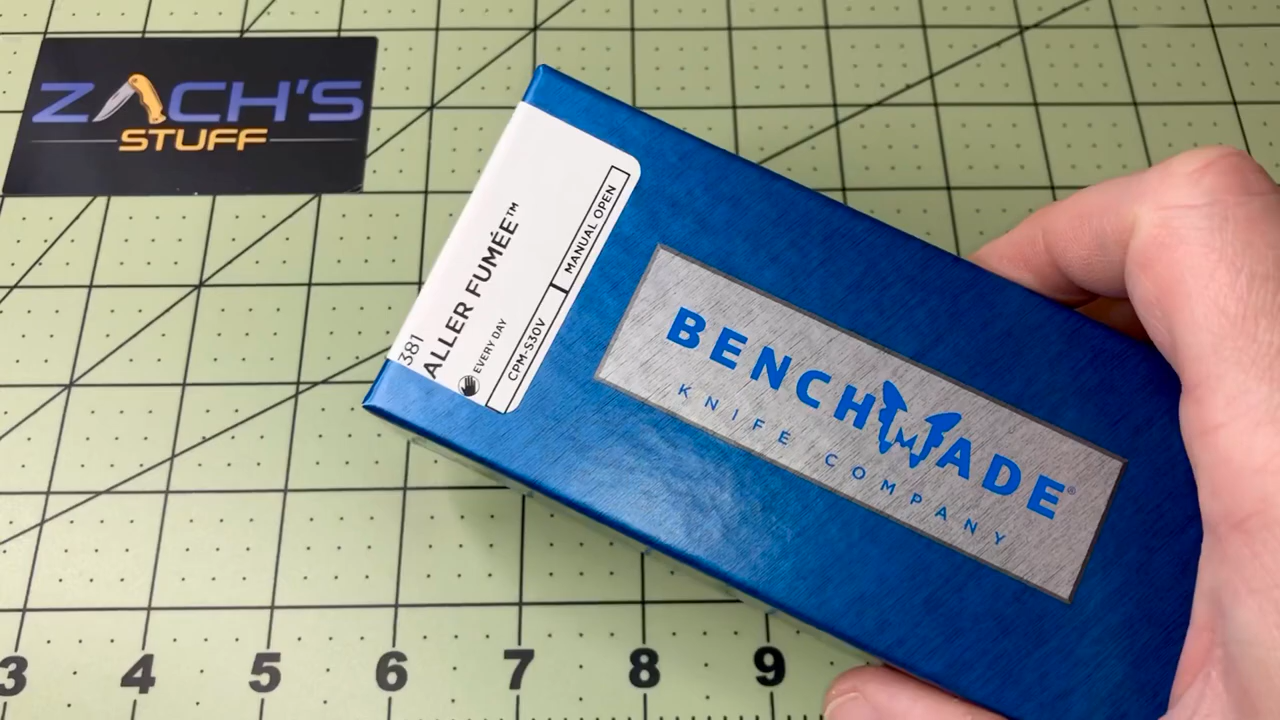 ZACH'S
STUFF
381
ALLER FUMÉE™
EVERY DAY
CPM-S30V
MANUAL OPEN
BENCHMADE®
KNIFE COMPANY
3 4 5 6 7 8 9